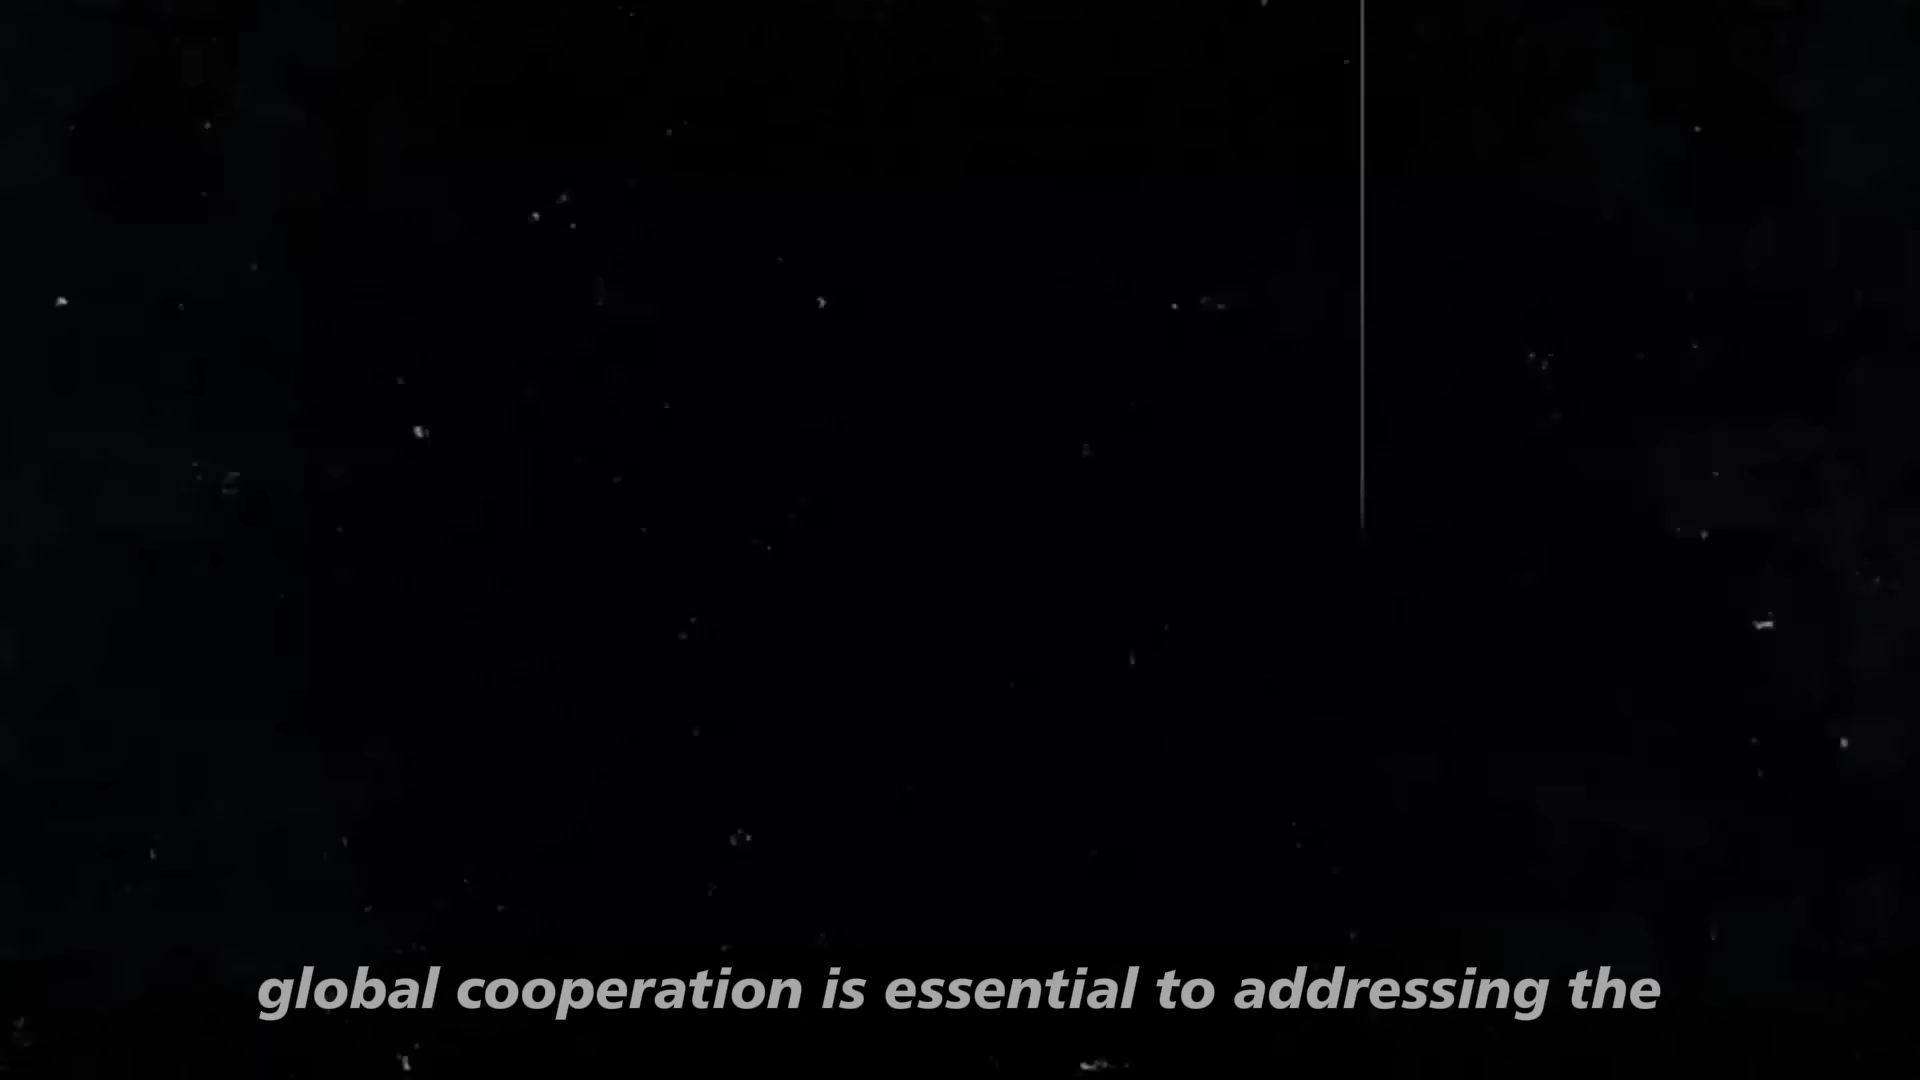 global cooperation is essential to addressing the